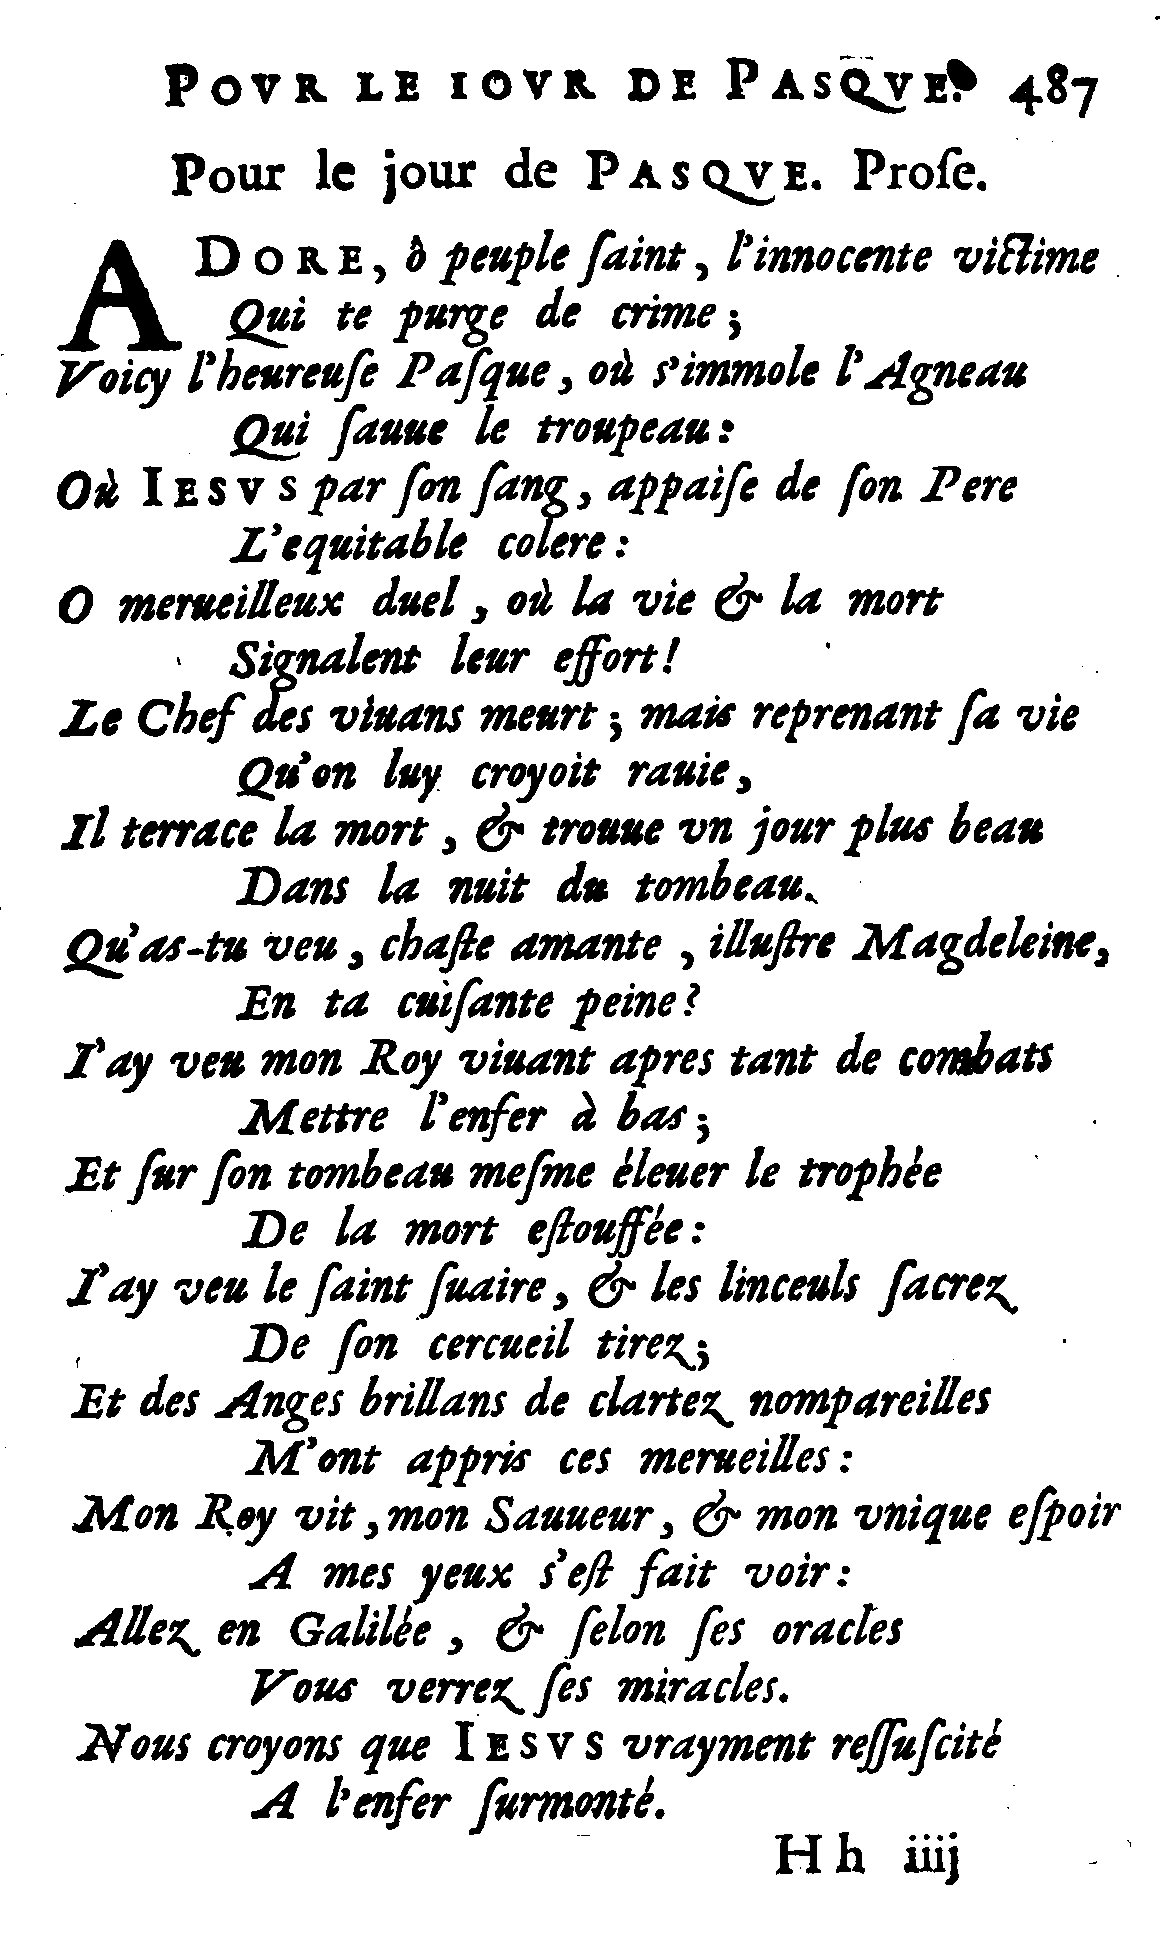 POVR LE IOVR DE PASQVE. 487
Pour le jour de PASQVE. Proſe.
ADORE, ô peuple ſaint, l'innocente victime
Qui te purge de crime;
Voicy l'heureuſe Paſque, où s'immole l'Agneau
Qui ſauue le troupeau:
Où IESVS par ſon ſang, appaiſe de ſon Pere
L'equitable colere:
O merueilleux duel, où la vie & la mort
Signalent leur effort!
Le Chef des viuans meurt; mais reprenant ſa vie
Qu'on luy croyoit rauie,
Il terrace la mort, & trouue vn jour plus beau
Dans la nuit du tombeau.
Qu'as-tu veu, chaſte amante, illuſtre Magdeleine,
En ta cuiſante peine?
I'ay veu mon Roy viuant apres tant de combats
Mettre l'enfer à bas;
Et ſur ſon tombeau meſme éleuer le trophée
De la mort eſtouffée:
I'ay veu le ſaint ſuaire, & les linceuls ſacrez
De ſon cercueil tirez;
Et des Anges brillans de clartez nompareilles
M'ont appris ces merueilles:
Mon Roy vit, mon Sauueur, & mon vnique eſpoir
A mes yeux s'eſt fait voir:
Allez en Galilée, & ſelon ſes oracles
Vous verrez ſes miracles.
Nous croyons que IESVS vrayment reſſuſcité
A l'enfer ſurmonté.
Hh iiij